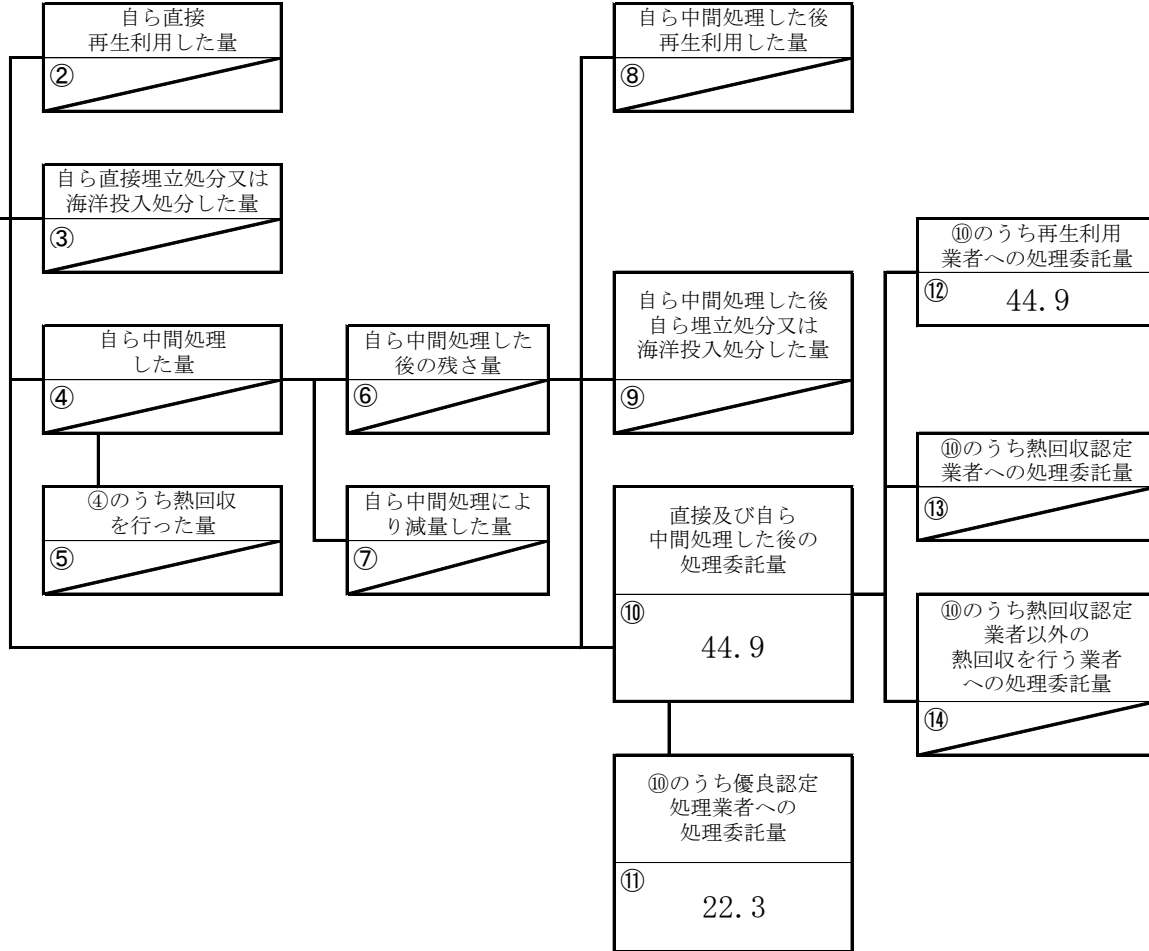 自ら直接
再生利用した量
②
自ら中間処理した後
再生利用した量
⑧
自ら直接埋立処分又は
海洋投入処分した量
③
⑩のうち再生利用
業者への処理委託量
⑫
44.9
自ら中間処理した後
自ら埋立処分又は
海洋投入処分した量
⑨
自ら中間処理
した量
④
自ら中間処理した
後の残さ量
⑥
⑩のうち熱回収認定
業者への処理委託量
⑬
④のうち熱回収
を行った量
⑤
自ら中間処理によ
り減量した量
⑦
直接及び自ら
中間処理した後の
処理委託量
⑩
44.9
⑩のうち熱回収認定
業者以外の
熱回収を行う業者
への処理委託量
⑭
⑩のうち優良認定
処理業者への
処理委託量
⑪
22.3